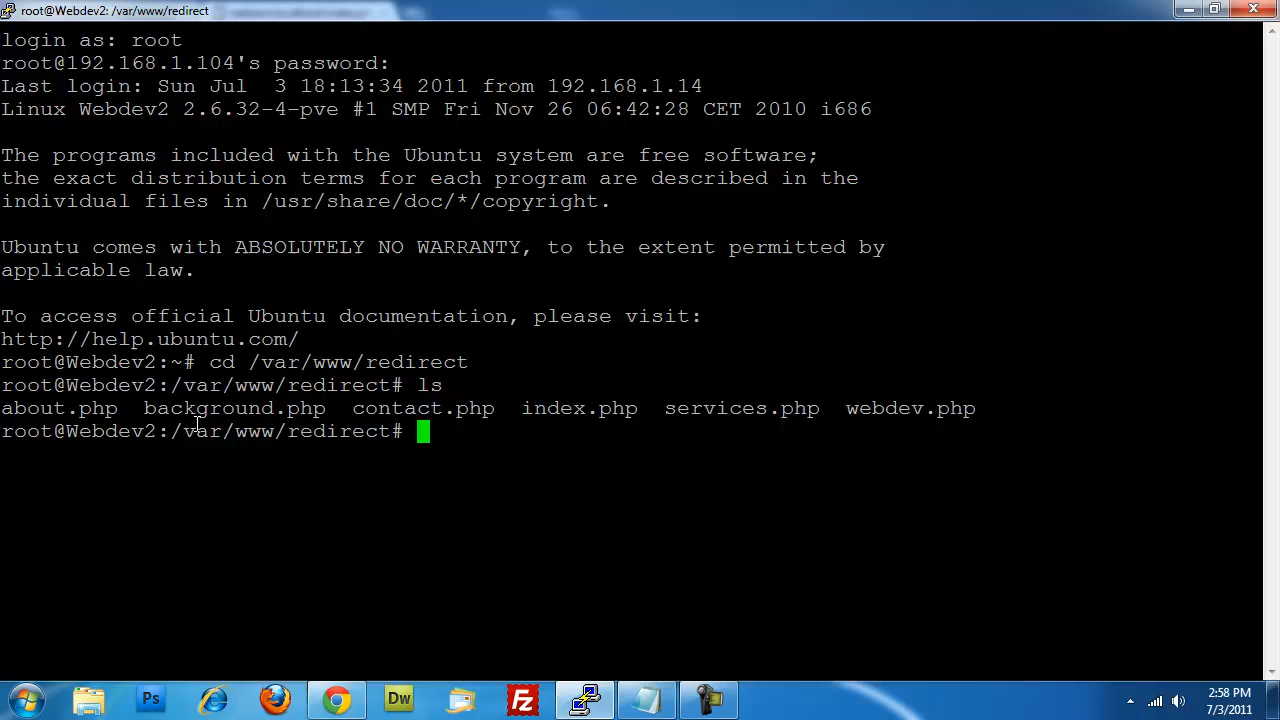 root@Webdev2: /var/www/redirect
login as: root
root@192.168.1.104's password:
Last login: Sun Jul  3 18:13:34 2011 from 192.168.1.14
Linux Webdev2 2.6.32-4-pve #1 SMP Fri Nov 26 06:42:28 CET 2010 i686
The programs included with the Ubuntu system are free software;
the exact distribution terms for each program are described in the
individual files in /usr/share/doc/*/copyright.
Ubuntu comes with ABSOLUTELY NO WARRANTY, to the extent permitted by
applicable law.
To access official Ubuntu documentation, please visit:
http://help.ubuntu.com/
root@Webdev2:~# cd /var/www/redirect
root@Webdev2:/var/www/redirect# ls
about.php  background.php  contact.php  index.php  services.php  webdev.php
root@Webdev2:/var/www/redirect#
Ps
Dw
Fz
2:58 PM
7/3/2011